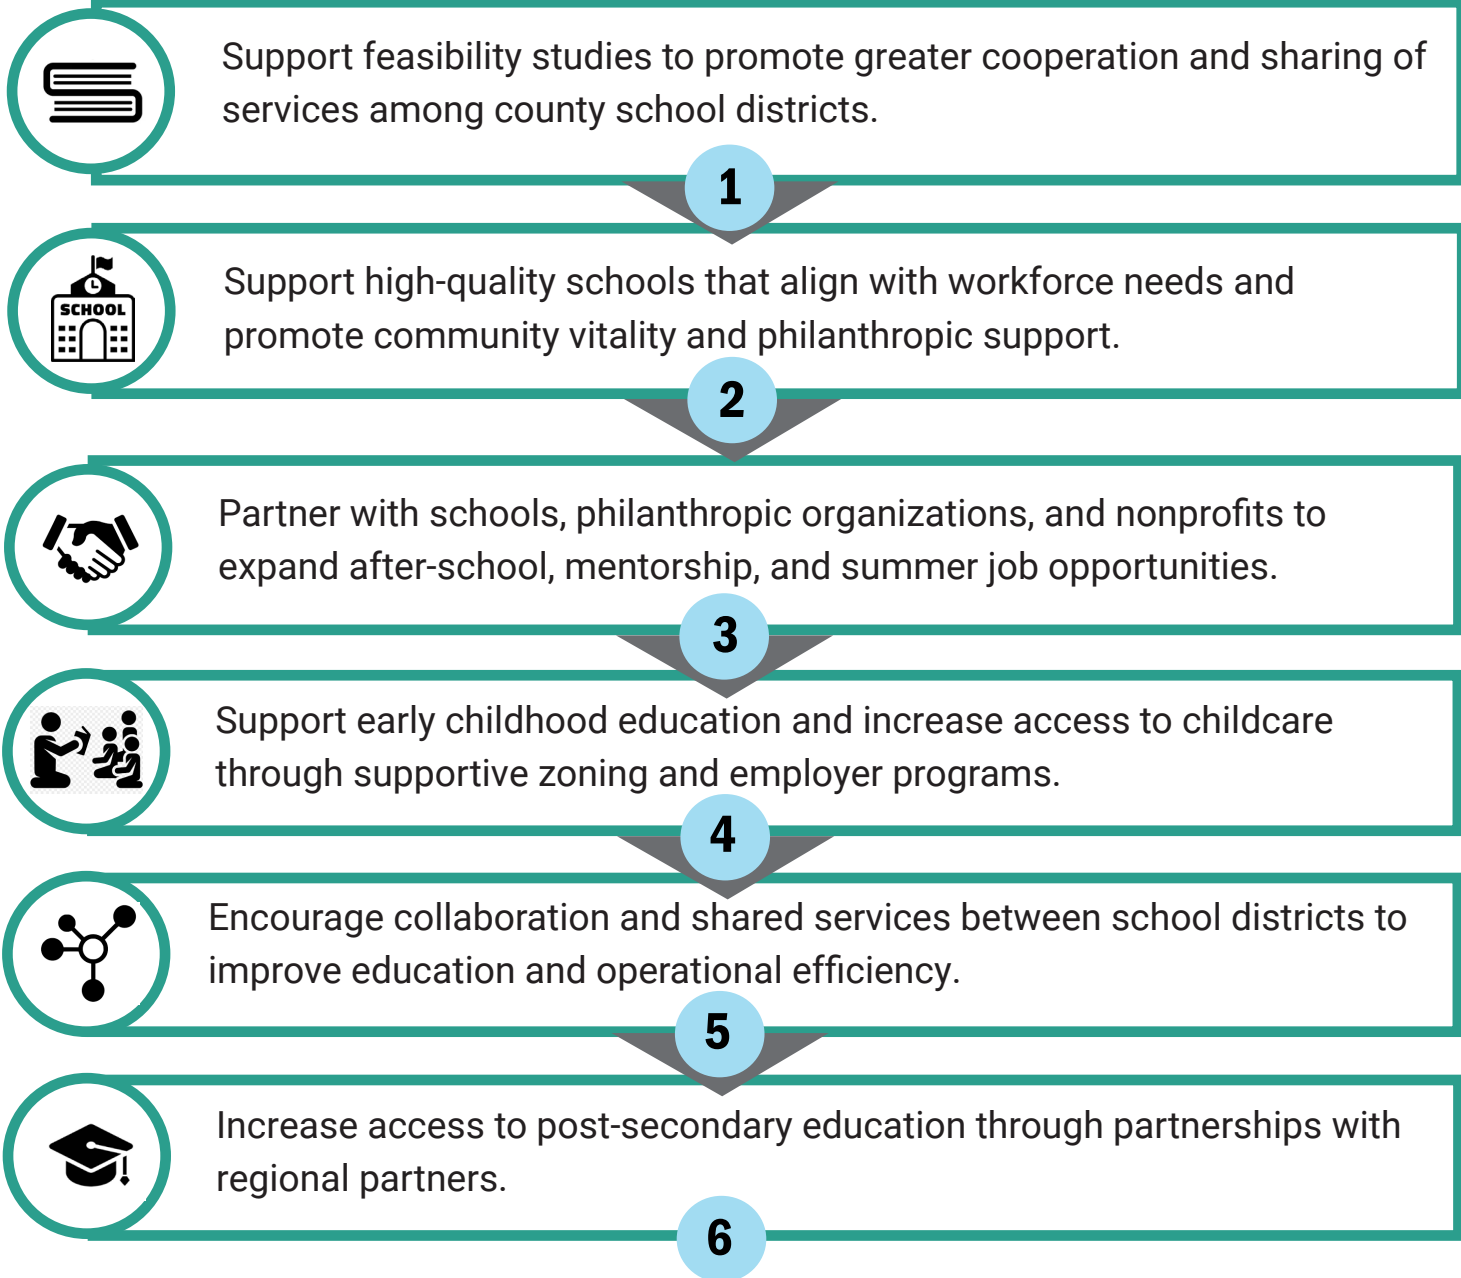 Support feasibility studies to promote greater cooperation and sharing of
services among county school districts.
1
SCHOOL
Support high-quality schools that align with workforce needs and
promote community vitality and philanthropic support.
2
Partner with schools, philanthropic organizations, and nonprofits to
expand after-school, mentorship, and summer job opportunities.
3
Support early childhood education and increase access to childcare
through supportive zoning and employer programs.
4
Encourage collaboration and shared services between school districts to
improve education and operational efficiency.
5
Increase access to post-secondary education through partnerships with
regional partners.
6